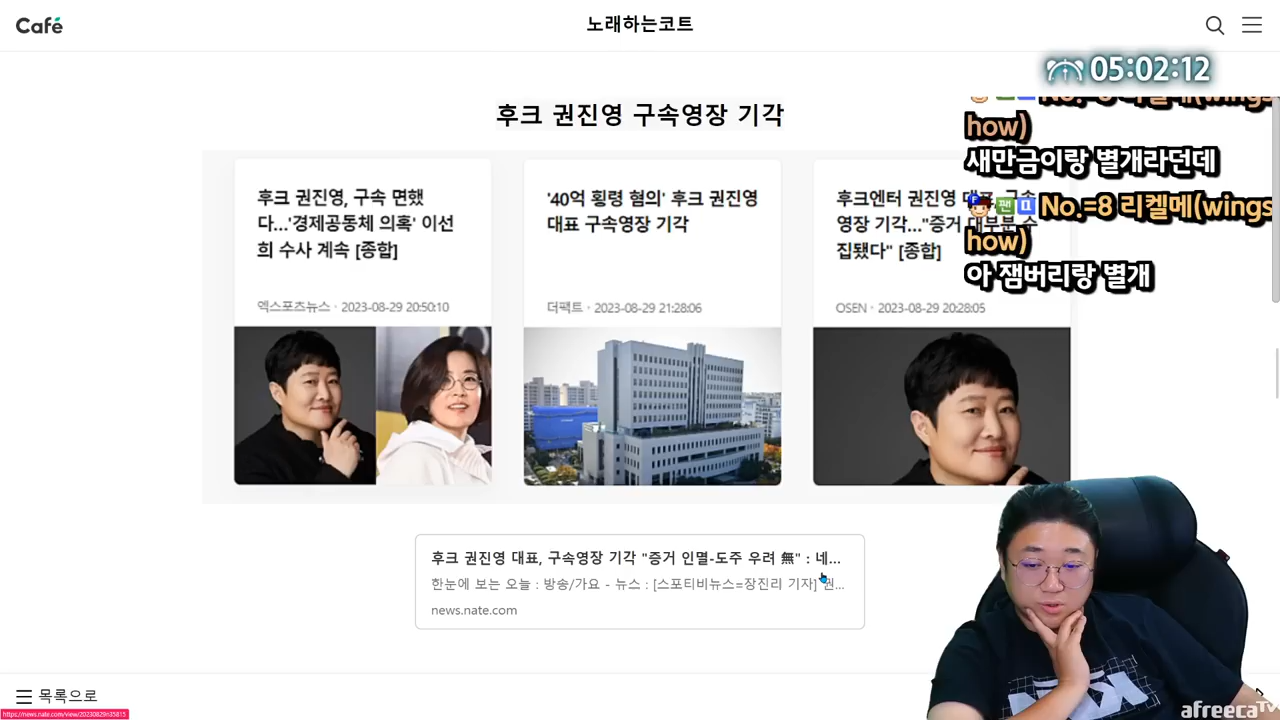 Café
노래하는코트
05:02:12
후크 권진영 구속영장 기각
how)
새만금이랑 별개라던데
팬 No.=8 리켈메(wings
how)
아 잼버리랑 별개
후크 권진영, 구속 면했
다...'경제공동체 의혹' 이선
희 수사 계속 [종합]
엑스포츠뉴스 · 2023-08-29 20:50:10
'40억 횡령 혐의' 후크 권진영
대표 구속영장 기각
더팩트 · 2023-08-29 21:28:06
후크엔터 권진영
영장 기각..."증거 대부분 수
집됐다" [종합]
OSEN · 2023-08-29 20:28:05
후크 권진영 대표, 구속영장 기각 "증거 인멸-도주 우려 無" : 네...
한눈에 보는 오늘 : 방송/가요 - 뉴스 : [스포티비뉴스=장진리 기자] 권...
news.nate.com
목록으로
https://news.nate.com/view/20230829n35815
afreecaTV